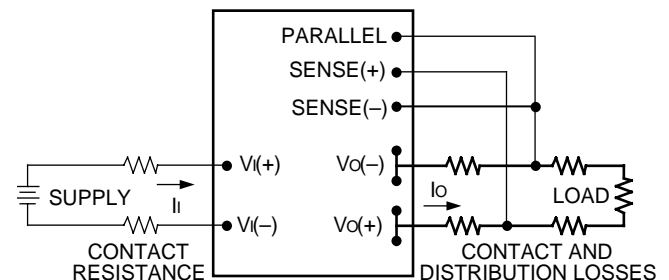 PARALLEL
SENSE(+)
SENSE(–)
VI(+)
VO(–)
SUPPLY
II
IO
LOAD
VI(–)
VO(+)
CONTACT
RESISTANCE
CONTACT AND
DISTRIBUTION LOSSES